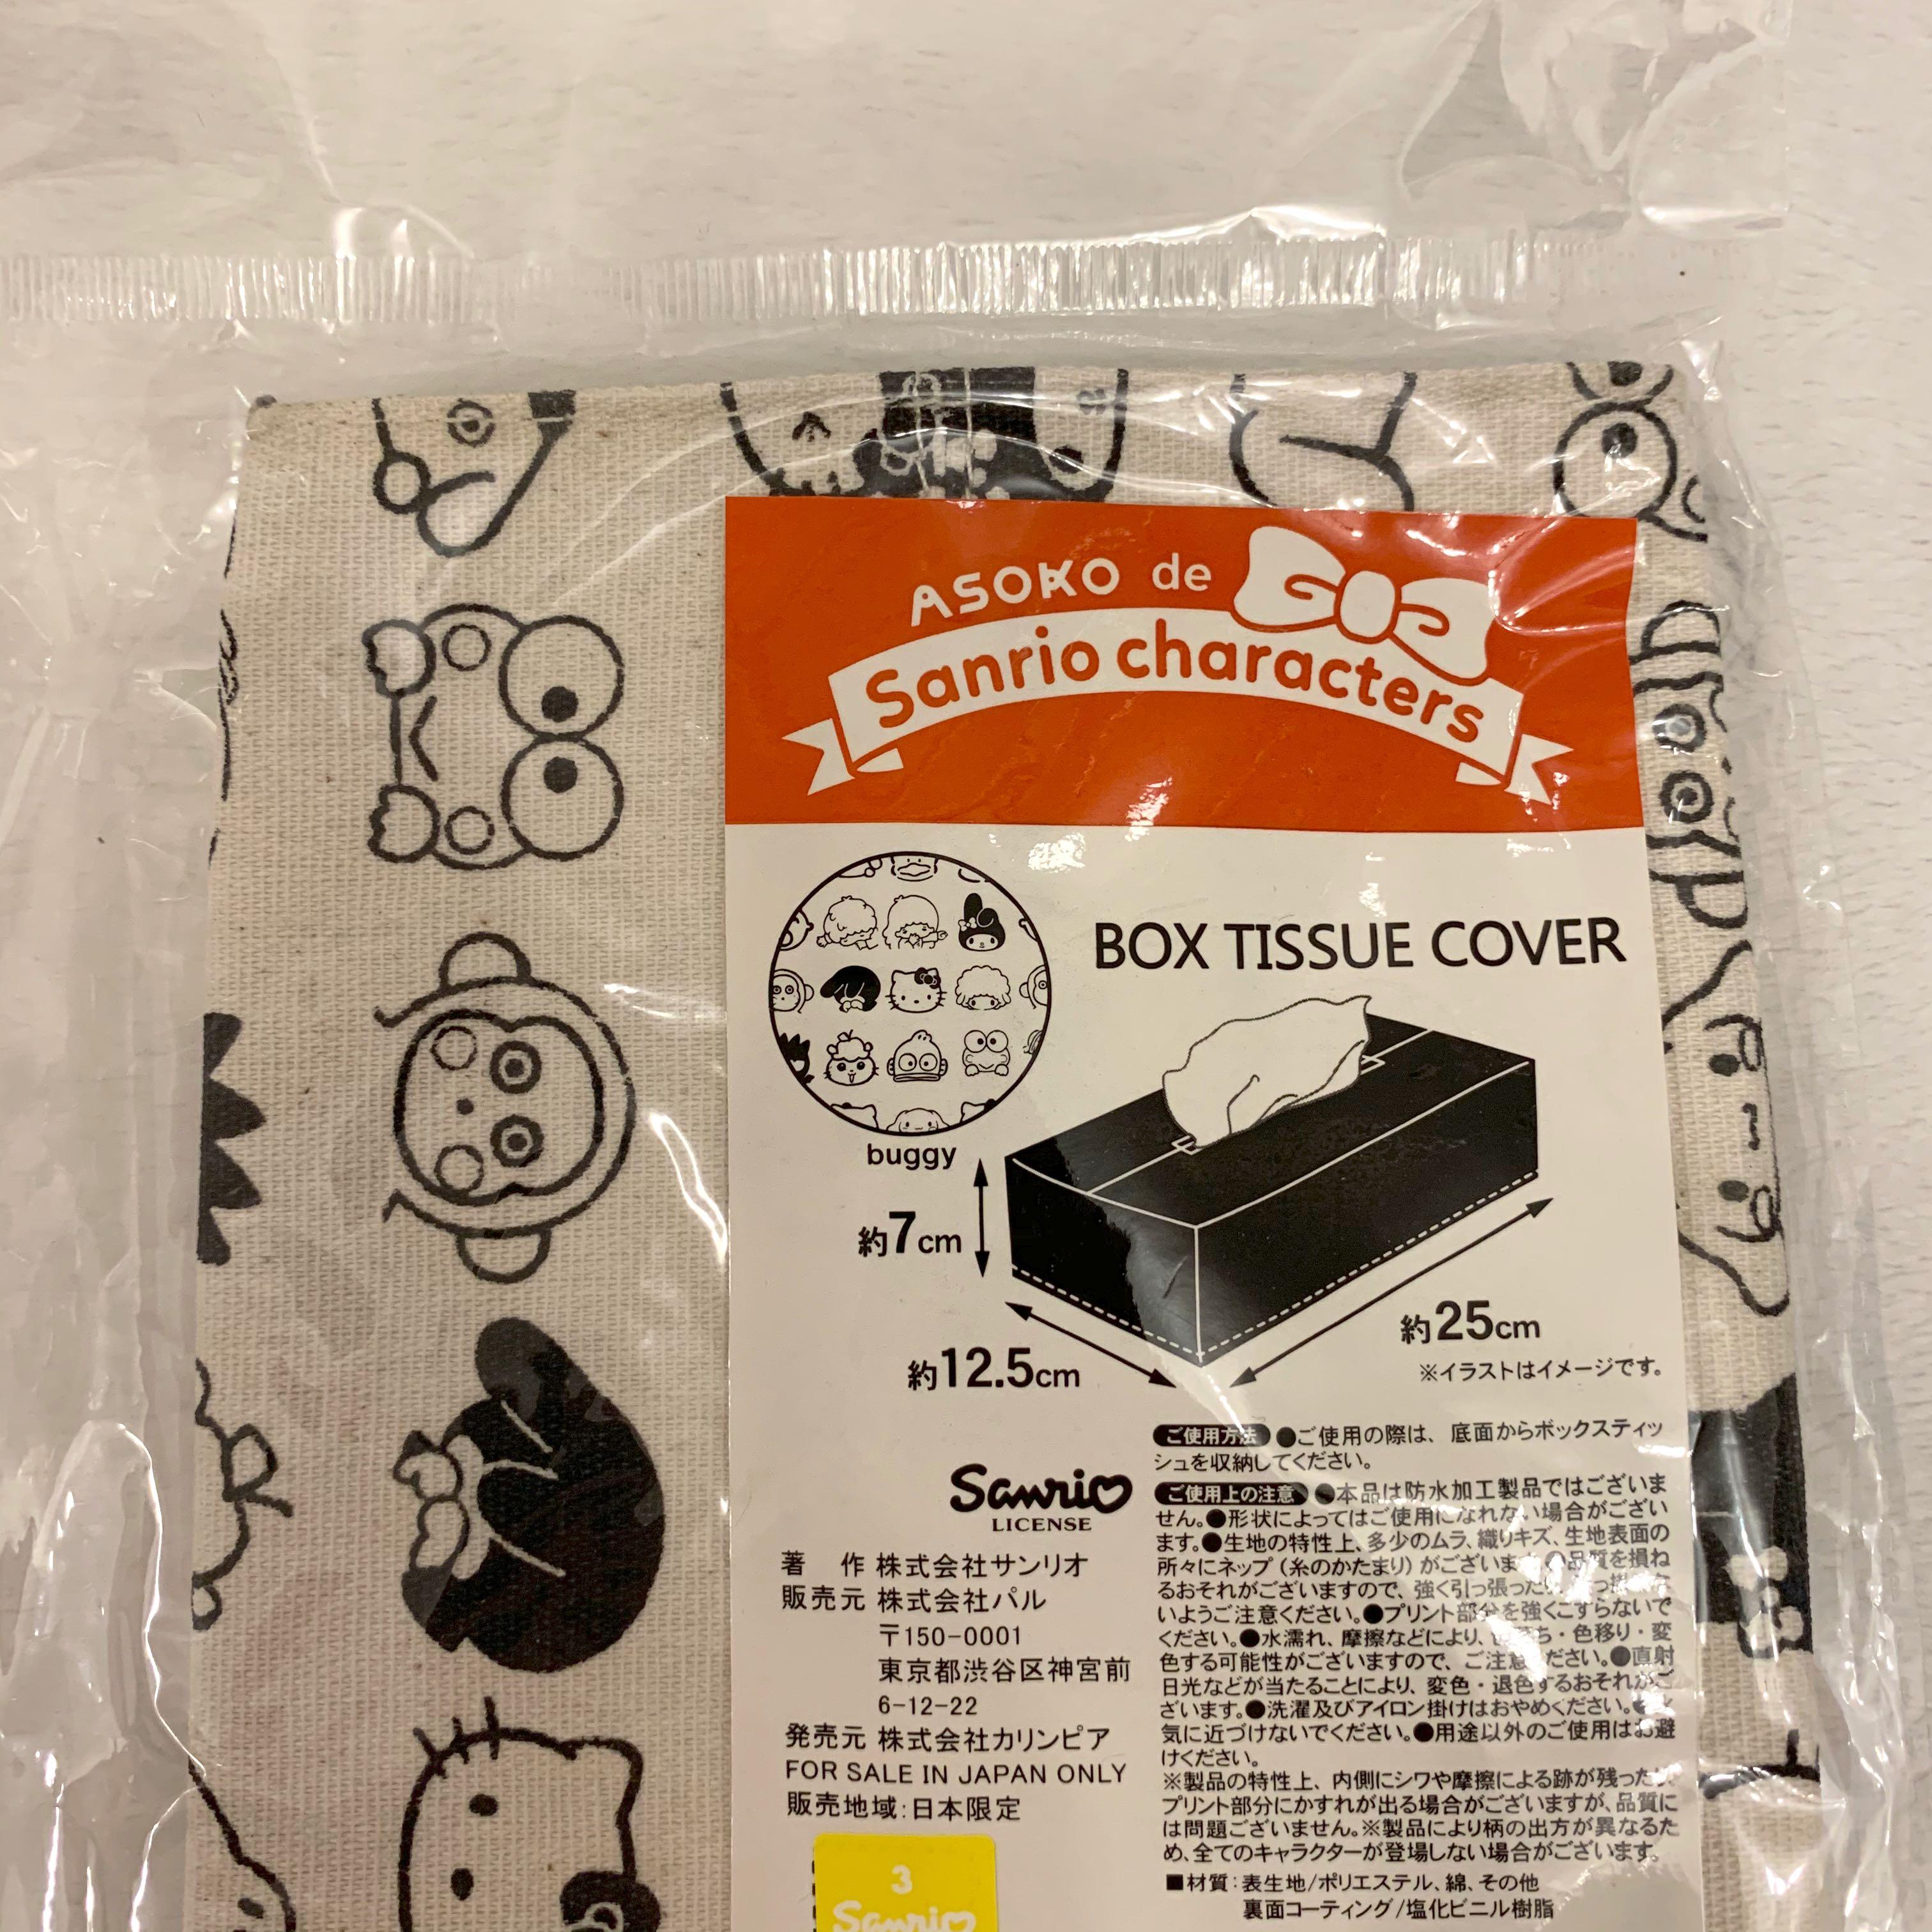 ASOKO de
Sanrio characters
BOX TISSUE COVER
buggy
約7cm
約12.5cm
約25cm
※イラストはイメージです。
ご使用方法 ●ご使用の際は、底面からボックスティッ
シュを収納してください。
ご使用上の注意 ●本品は防水加工製品ではございま
せん。●形状によってはご使用になれない場合がござい
ます。●生地の特性上、多少のムラ、織りキズ、生地表面の
所々にネップ(糸のかたまり)がございます。●品質を損ね
るおそれがございますので、強く引っ張ったり、
いようご注意ください。●プリント部分を強くこすらないで
ください。●水濡れ、摩擦などにより、色落ち・色移り・変
色する可能性がございますので、ご注意ください。●直射
日光などが当たることにより、変色・退色するおそれがご
ざいます。●洗濯及びアイロン掛けはおやめください。●火
気に近づけないでください。●用途以外のご使用はお避
けください。
※製品の特性上、内側にシワや摩擦による跡が残ったり、
プリント部分にかすれが出る場合がございますが、品質に
は問題ございません。※製品により柄の出方が異なるた
め、全てのキャラクターが登場しない場合がございます。
■材質：表生地/ポリエステル、綿、その他
裏面コーティング/塩化ビニル樹脂
Sanrio
LICENSE
著 作 株式会社サンリオ
販売元 株式会社パル
〒150-0001
東京都渋谷区神宮前
6-12-22
発売元 株式会社カリンピア
FOR SALE IN JAPAN ONLY
販売地域：日本限定
3
Sanrio